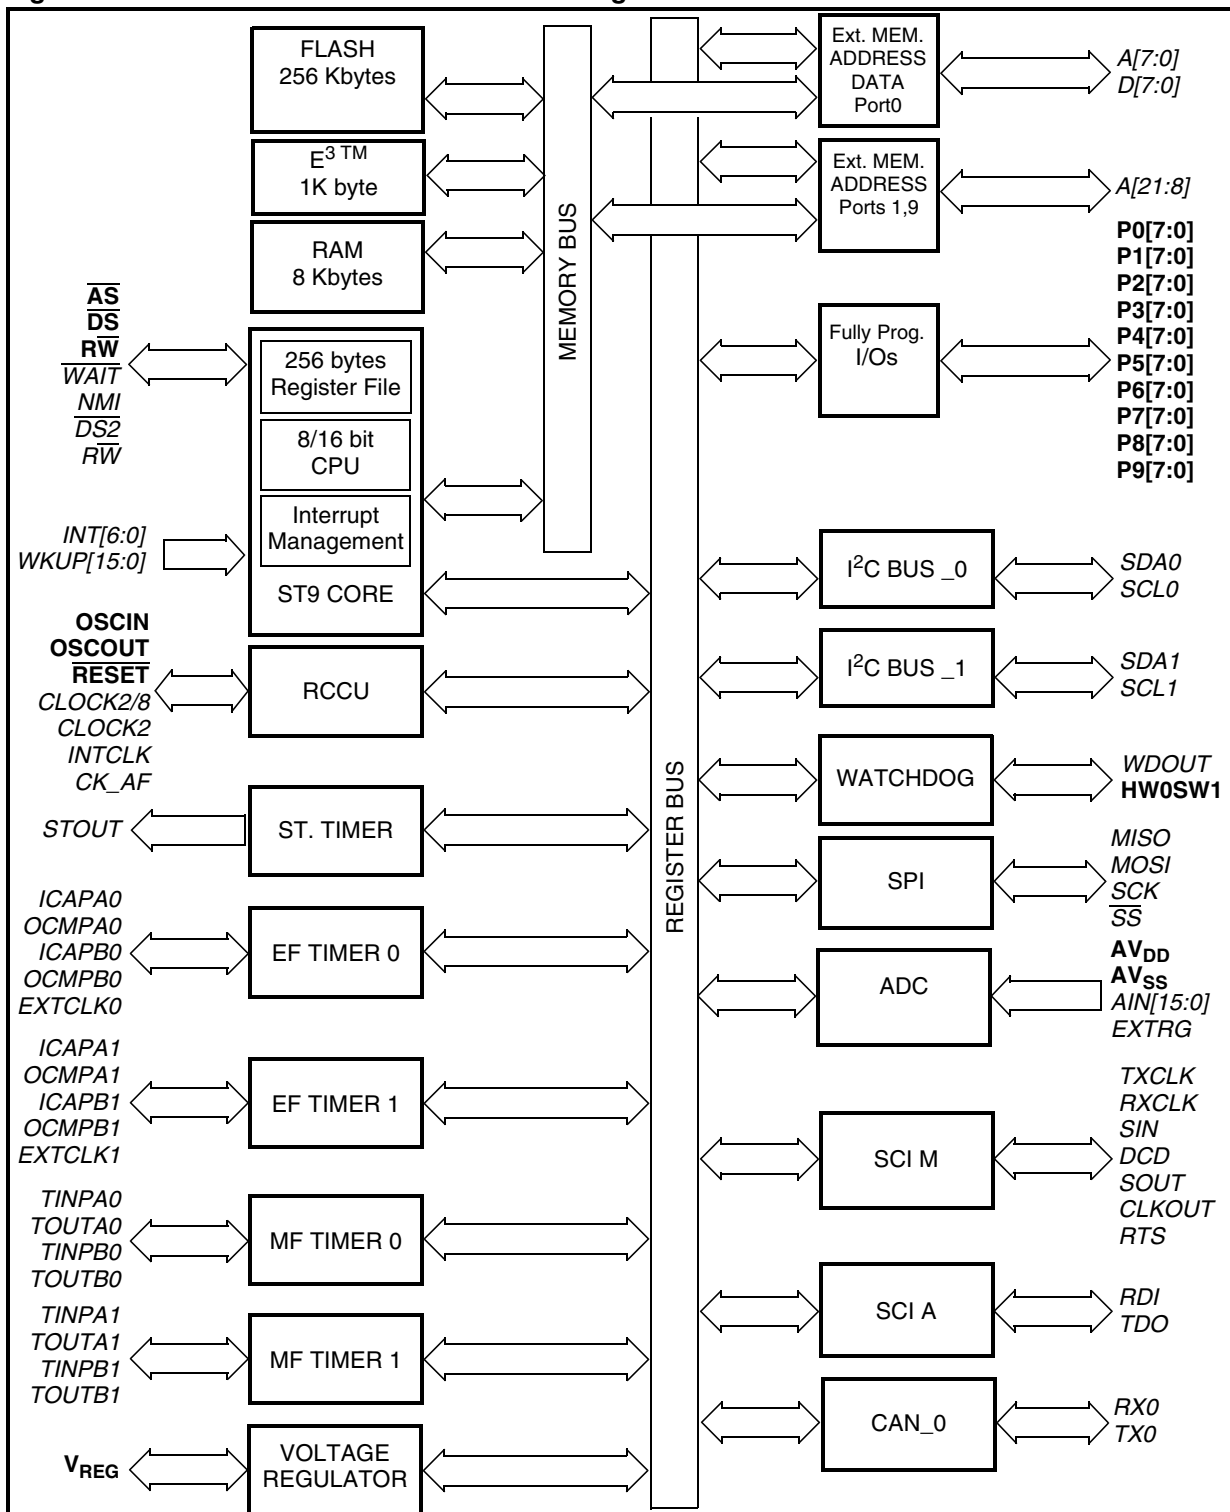 FLASH
256 Kbytes
E³ ™
1K byte
RAM
8 Kbytes
A̅S̅
D̅S̅
RW̅
W̅A̅I̅T̅
NMI
D̅S̅2̅
RW̅
256 bytes
Register File
8/16 bit
CPU
Interrupt
Management
ST9 CORE
INT[6:0]
WKUP[15:0]
OSCIN
OSCOUT
R̅E̅S̅E̅T̅
CLOCK2/8
CLOCK2
INTCLK
CK_AF
RCCU
STOUT
ST. TIMER
ICAPA0
OCMPA0
ICAPB0
OCMPB0
EXTCLK0
EF TIMER 0
ICAPA1
OCMPA1
ICAPB1
OCMPB1
EXTCLK1
EF TIMER 1
TINPA0
TOUTA0
TINPB0
TOUTB0
MF TIMER 0
TINPA1
TOUTA1
TINPB1
TOUTB1
MF TIMER 1
VREG
VOLTAGE
REGULATOR
MEMORY BUS
REGISTER BUS
Ext. MEM.
ADDRESS
DATA
Port0
A[7:0]
D[7:0]
Ext. MEM.
ADDRESS
Ports 1,9
A[21:8]
Fully Prog.
I/Os
P0[7:0]
P1[7:0]
P2[7:0]
P3[7:0]
P4[7:0]
P5[7:0]
P6[7:0]
P7[7:0]
P8[7:0]
P9[7:0]
I²C BUS _0
SDA0
SCL0
I²C BUS _1
SDA1
SCL1
WATCHDOG
WDOUT
HW0SW1
SPI
MISO
MOSI
SCK
S̅S̅
ADC
AVDD
AVSS
AIN[15:0]
EXTRG
SCI M
TXCLK
RXCLK
SIN
DCD
SOUT
CLKOUT
RTS
SCI A
RDI
TDO
CAN_0
RX0
TX0